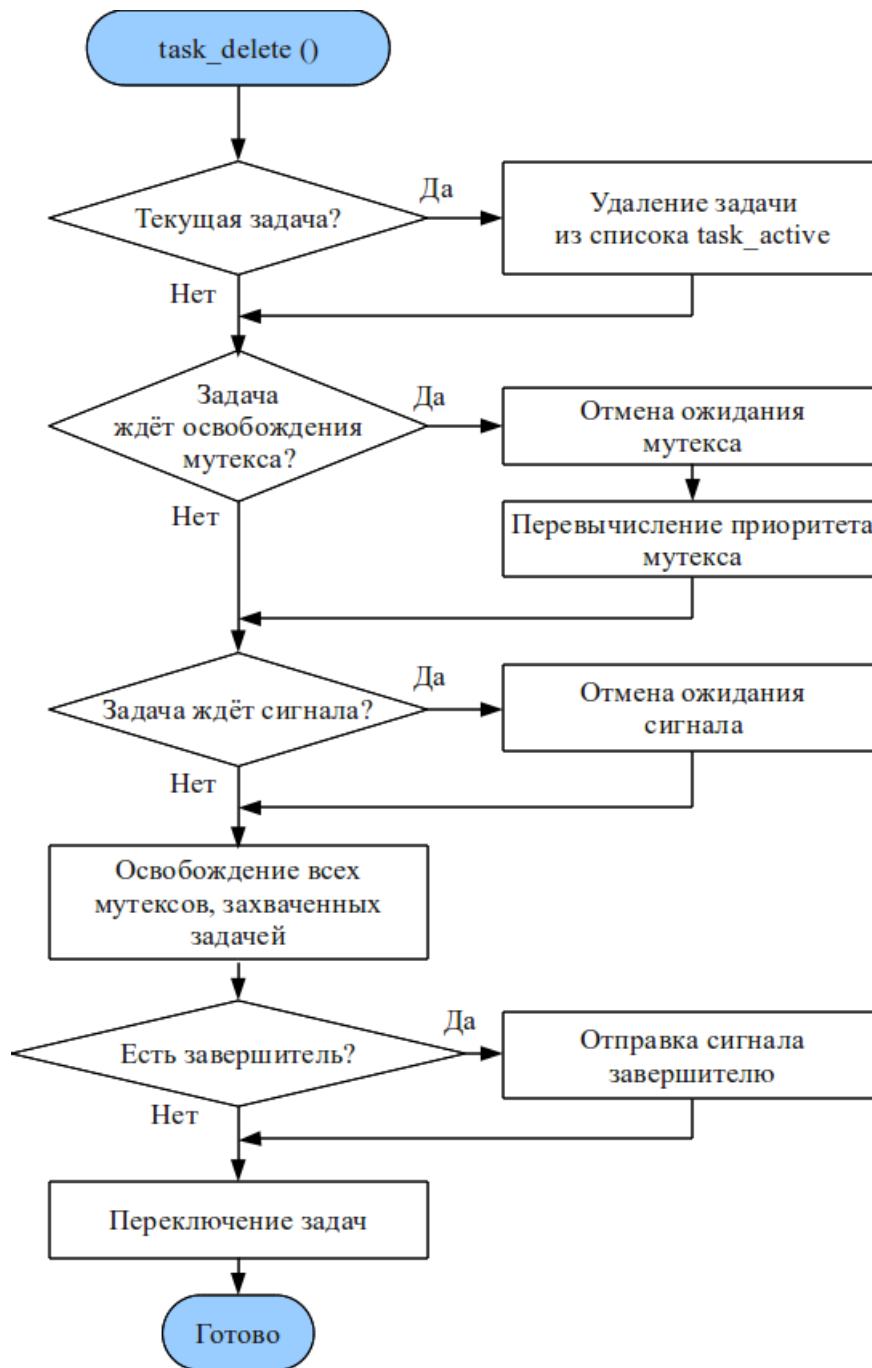 task_delete ()
Текущая задача?
Да
Удаление задачи
из списока task_active
Нет
Задача
ждёт освобождения
мутекса?
Да
Отмена ожидания
мутекса
Нет
Перевычисление приоритета
мутекса
Задача ждёт сигнала?
Да
Отмена ожидания
сигнала
Нет
Освобождение всех
мутексов, захваченных
задачей
Есть завершитель?
Да
Отправка сигнала
завершителю
Нет
Переключение задач
Готово